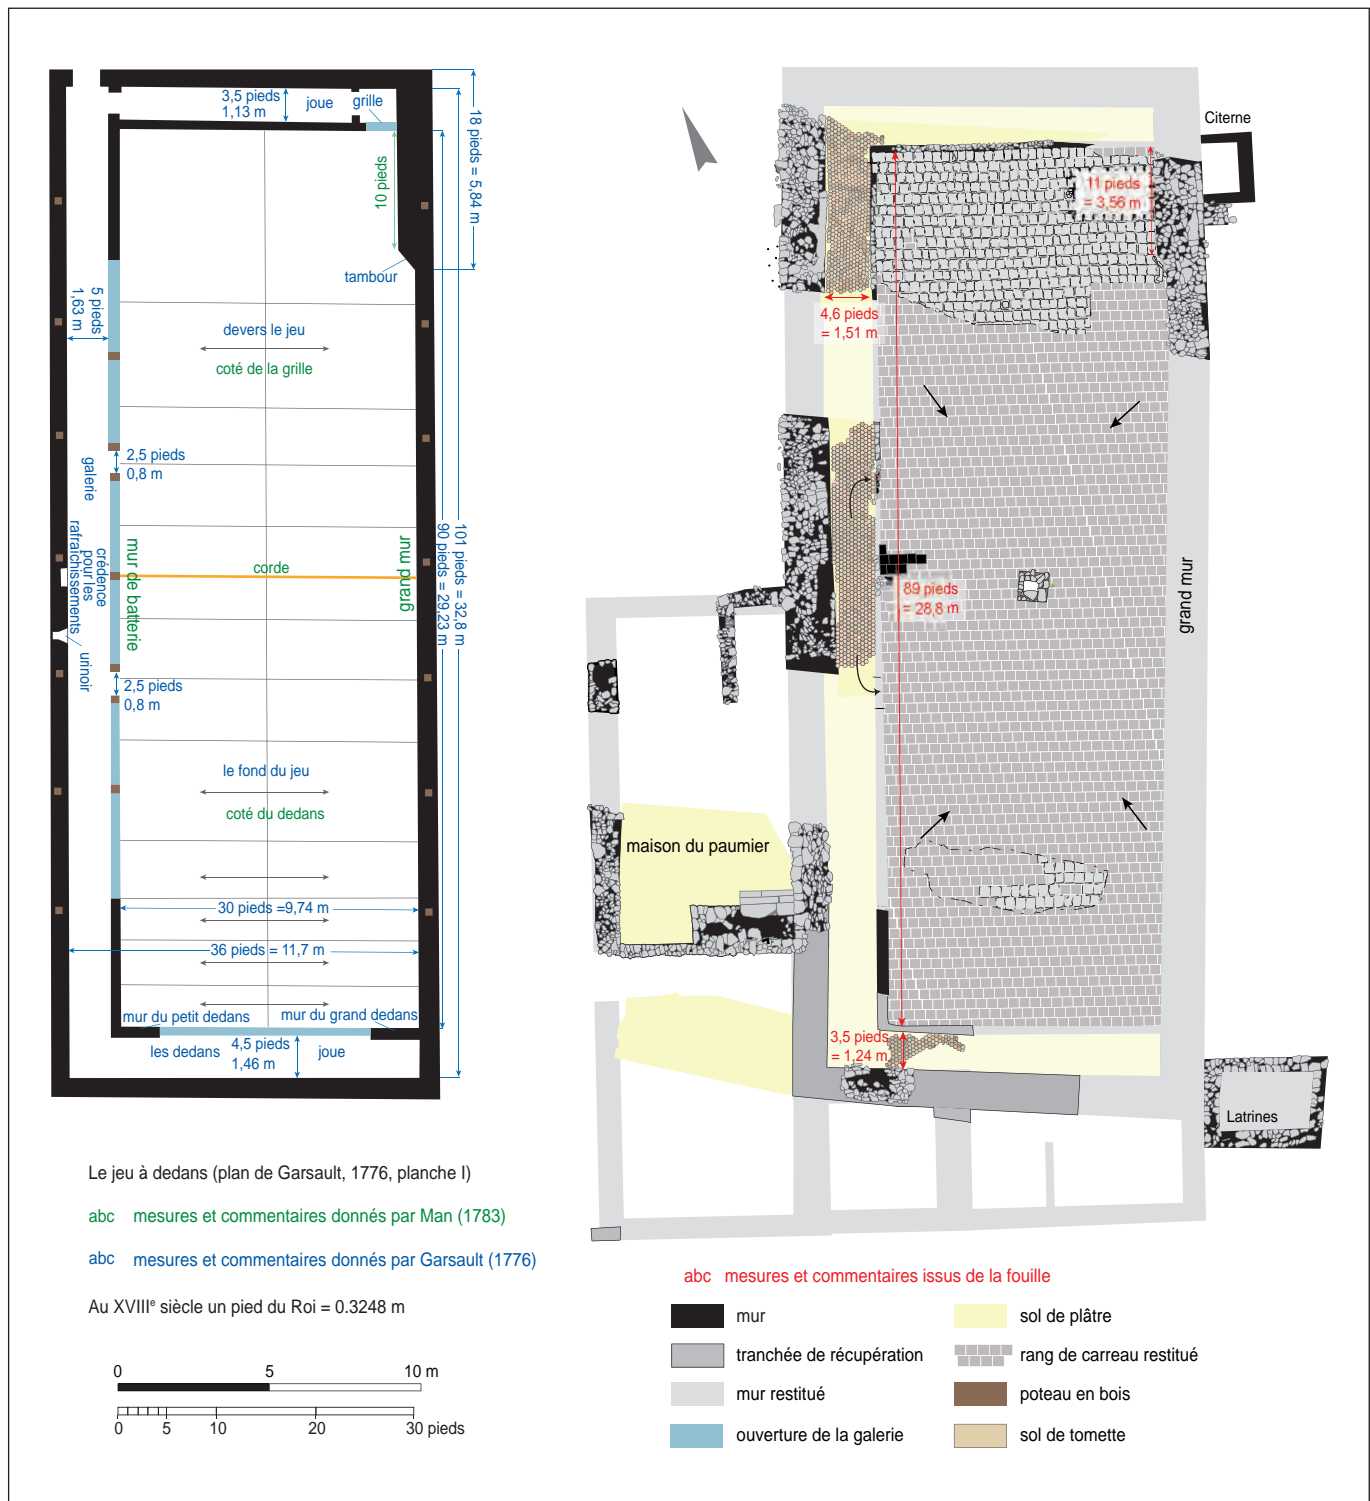 3,5 pieds
1,13 m
joue
grille
18 pieds = 5,84 m
10 pieds
tambour
5 pieds
1,63 m
devers le jeu
coté de la grille
galerie
2,5 pieds
0,8 m
crédence
pour les
rafraîchissements
mur de batterie
corde
grand mur
101 pieds = 32,8 m
90 pieds = 29,23 m
urinoir
2,5 pieds
0,8 m
le fond du jeu
coté du dedans
30 pieds =9,74 m
36 pieds = 11,7 m
mur du petit dedans
mur du grand dedans
les dedans
4,5 pieds
1,46 m
joue
Citerne
11 pieds
= 3,56 m
4,6 pieds
= 1,51 m
89 pieds
= 28,8 m
grand mur
maison du paumier
3,5 pieds
= 1,24 m
Latrines
Le jeu à dedans (plan de Garsault, 1776, planche I)
abc mesures et commentaires donnés par Man (1783)
abc mesures et commentaires donnés par Garsault (1776)
Au XVIIIe siècle un pied du Roi = 0.3248 m
0 5 10 m
0 5 10 20 30 pieds
abc mesures et commentaires issus de la fouille
mur
sol de plâtre
tranchée de récupération
rang de carreau restitué
mur restitué
poteau en bois
ouverture de la galerie
sol de tomette